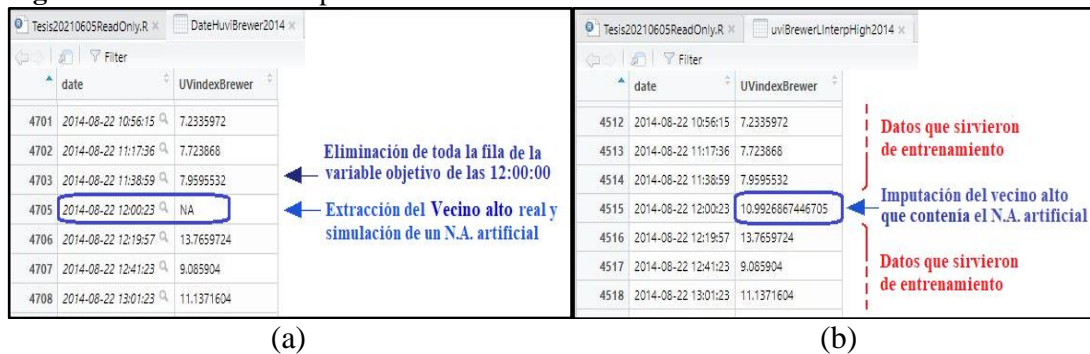 Tesis20210605ReadOnly.R × DateHuviBrewer2014 ×
Filter
date UVindexBrewer
4701 2014-08-22 10:56:15 7.2335972
4702 2014-08-22 11:17:36 7.723868
4703 2014-08-22 11:38:59 7.9595532
4705 2014-08-22 12:00:23 NA
4706 2014-08-22 12:19:57 13.7659724
4707 2014-08-22 12:41:23 9.085904
4708 2014-08-22 13:01:23 11.1371604
Eliminación de toda la fila de la
variable objetivo de las 12:00:00
Extracción del Vecino alto real y
simulación de un N.A. artificial
(a)
Tesis20210605ReadOnly.R × uviBrewerLInterpHigh2014 ×
Filter
date UVindexBrewer
4512 2014-08-22 10:56:15 7.2335972
4513 2014-08-22 11:17:36 7.723868
4514 2014-08-22 11:38:59 7.9595532
4515 2014-08-22 12:00:23 10.9926867446705
4516 2014-08-22 12:19:57 13.7659724
4517 2014-08-22 12:41:23 9.085904
4518 2014-08-22 13:01:23 11.1371604
Datos que sirvieron
de entrenamiento
Imputación del vecino alto
que contenía el N.A. artificial
Datos que sirvieron
de entrenamiento
(b)